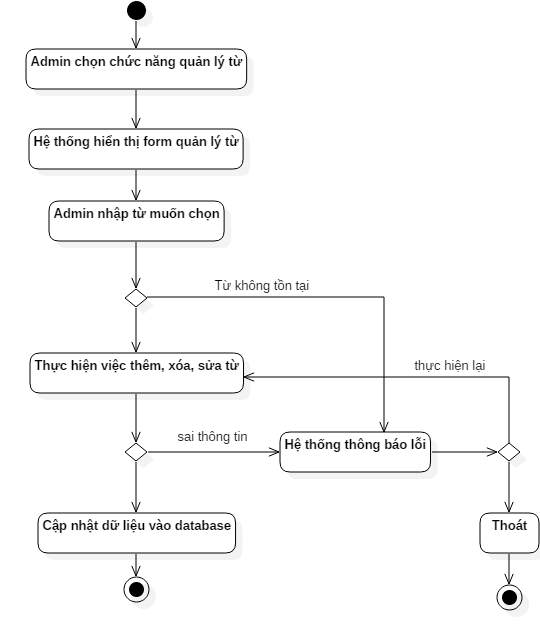 Admin chọn chức năng quản lý từ
Hệ thống hiển thị form quản lý từ
Admin nhập từ muốn chọn
Từ không tồn tại
Thực hiện việc thêm, xóa, sửa từ
thực hiện lại
sai thông tin
Hệ thống thông báo lỗi
Cập nhật dữ liệu vào database
Thoát